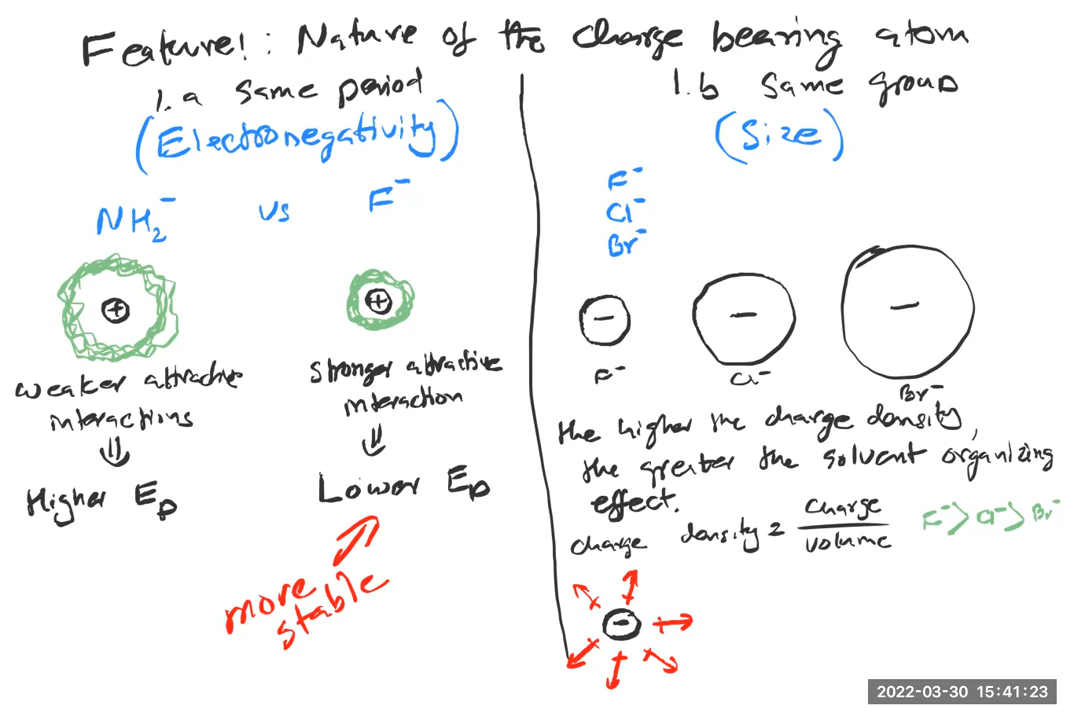 Feature1: Nature of the charge bearing atom
1.a same period
(Electronegativity)
NH2⁻ vs F⁻
+
+
weaker attractive
interactions
⇓
Higher Ep
stronger attractive
interaction
⇓
Lower Ep
more
stable
1.b Same group
(Size)
F⁻
Cl⁻
Br⁻
− − −
F⁻ Cl⁻ Br⁻
the higher the charge density,
the greater the solvent organizing
effect.
charge density = charge/volume F⁻ > Cl⁻ > Br⁻
−
2022-03-30 15:41:23